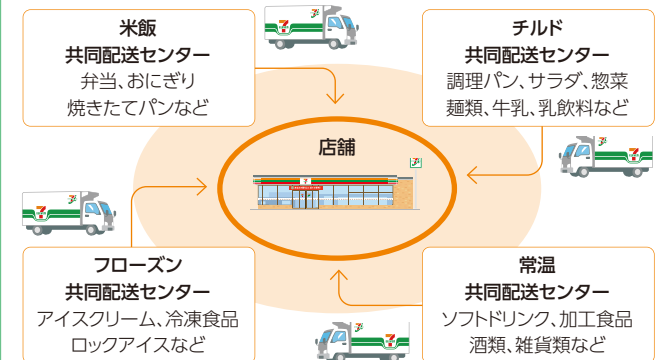 米飯
共同配送センター
弁当、おにぎり
焼きたてパンなど
チルド
共同配送センター
調理パン、サラダ、惣菜
麺類、牛乳、乳飲料など
店舗
フローズン
共同配送センター
アイスクリーム、冷凍食品
ロックアイスなど
常温
共同配送センター
ソフトドリンク、加工食品
酒類、雑貨類など